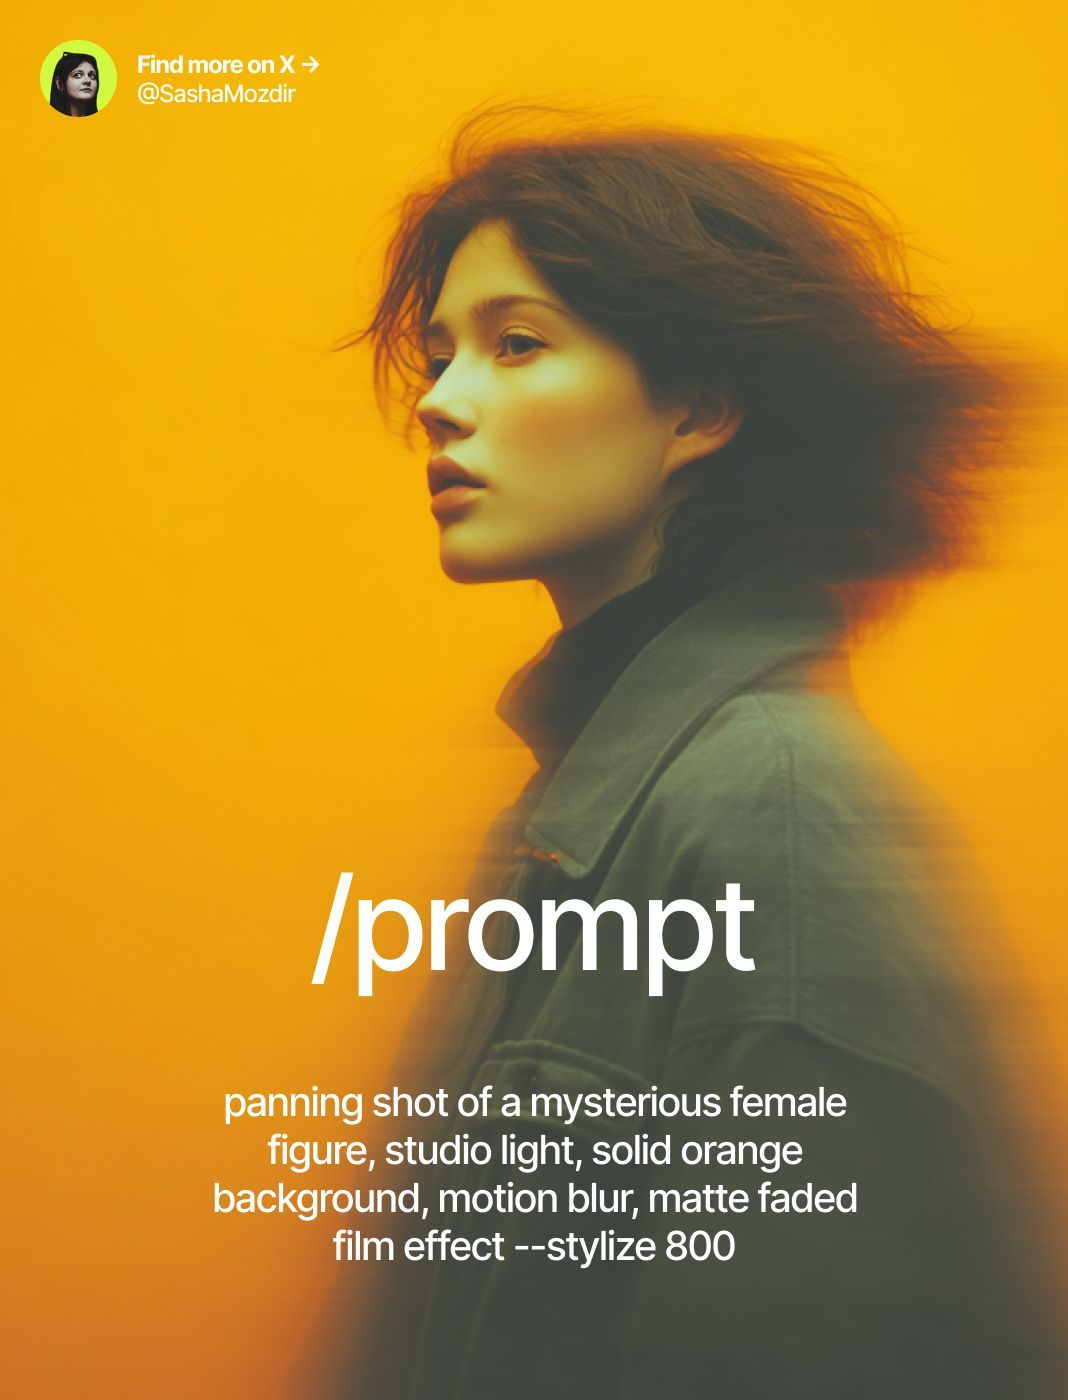 Find more on X →
@SashaMozdir
/prompt
panning shot of a mysterious female
figure, studio light, solid orange
background, motion blur, matte faded
film effect --stylize 800